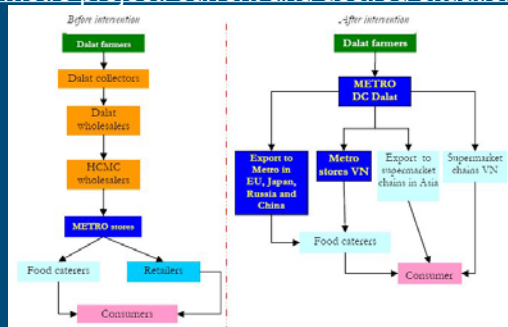 Before intervention
Dalat farmers
Dalat collectors
Dalat
wholesalers
HCMC
wholesalers
METRO stores
Food caterers
Retailers
Consumers
After intervention
Dalat farmers
METRO
DC Dalat
Export to
Metro in
EU, Japan,
Russia and
China
Metro
stores VN
Export to
supermarket
chains in Asia
Supermarket
chains VN
Food caterers
Consumer